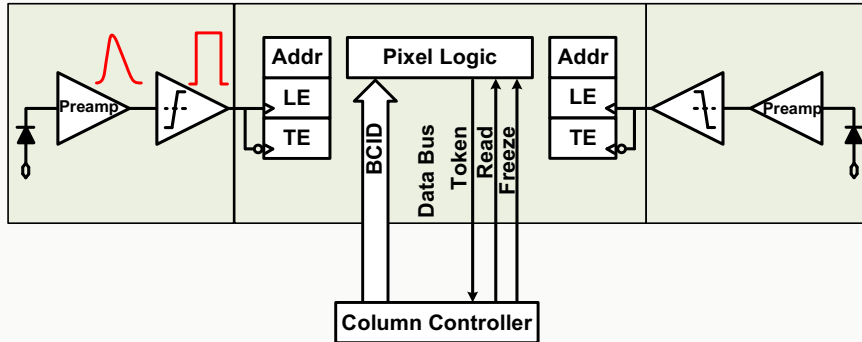 Addr
Pixel Logic
Addr
LE
LE
Preamp
Preamp
TE
TE
BCID
Data Bus
Token
Read
Freeze
Column Controller